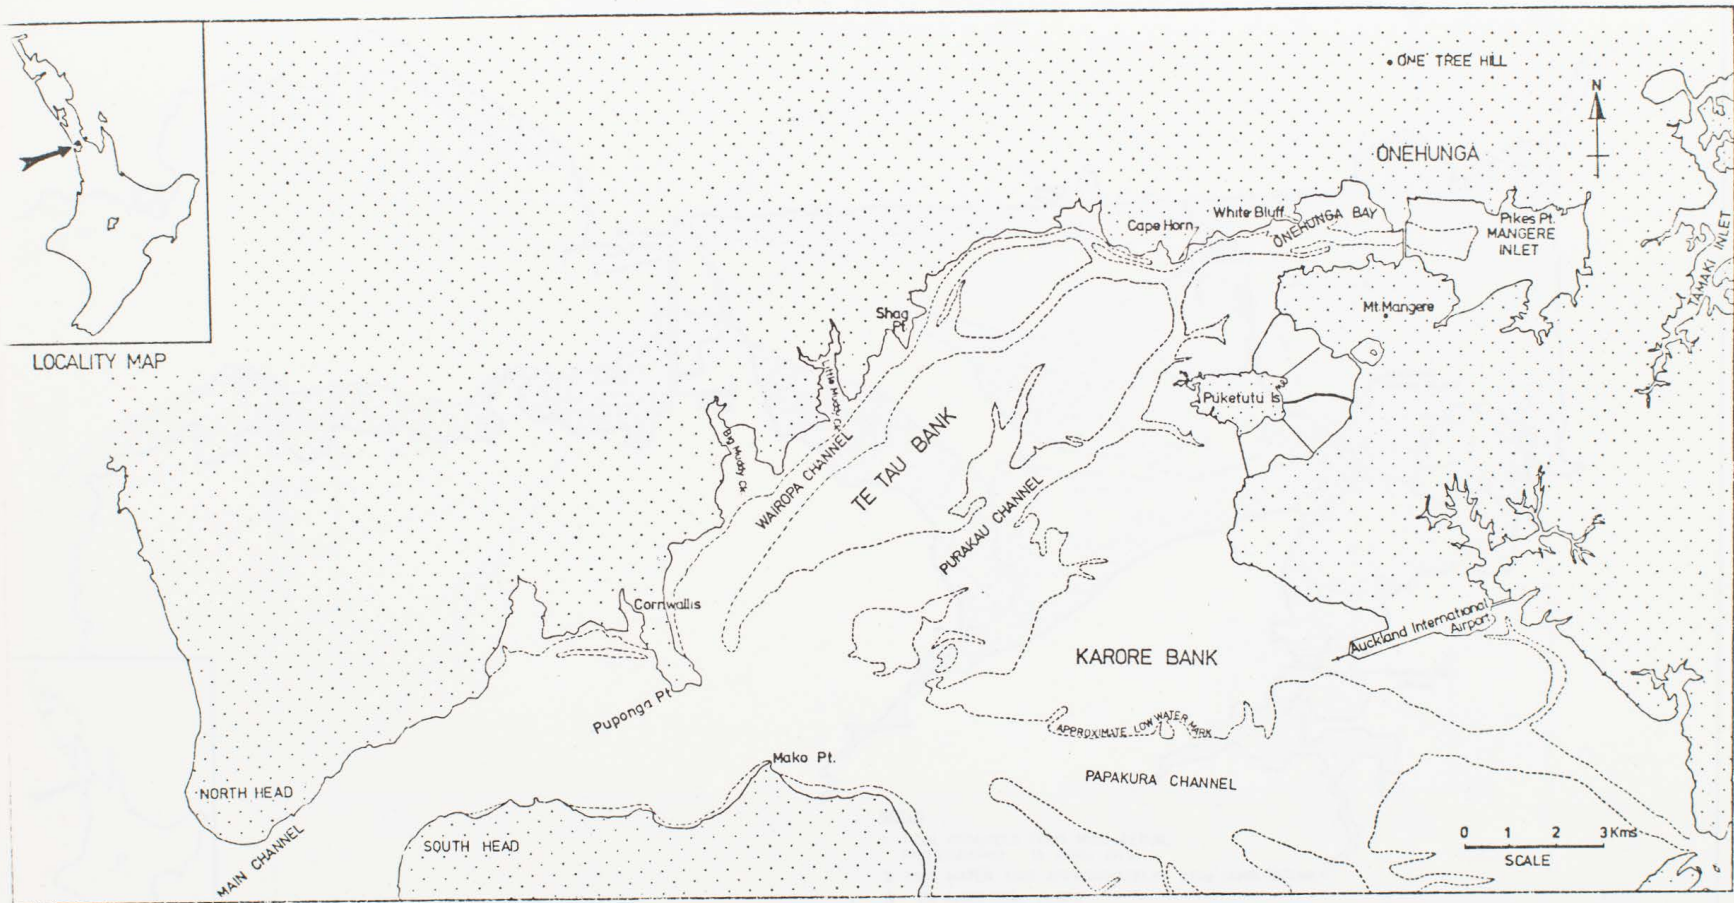 ONE TREE HILL
N
ONEHUNGA
LOCALITY MAP
Cape Horn
White Bluff
ONEHUNGA BAY
Pikes Pt.
MANGERE
INLET
TAMAKI INLET
Shag
Pt.
Mt. Mangere
Little Muddy Ck
Big Muddy Ck
Puketutu Is
WAIROPA CHANNEL
TE TAU BANK
PURAKAU CHANNEL
Cornwallis
Auckland International
Airport
KARORE BANK
Puponga Pt.
APPROXIMATE LOW WATER MARK
Mako Pt.
PAPAKURA CHANNEL
NORTH HEAD
MAIN CHANNEL
SOUTH HEAD
0 1 2 3 Kms
SCALE